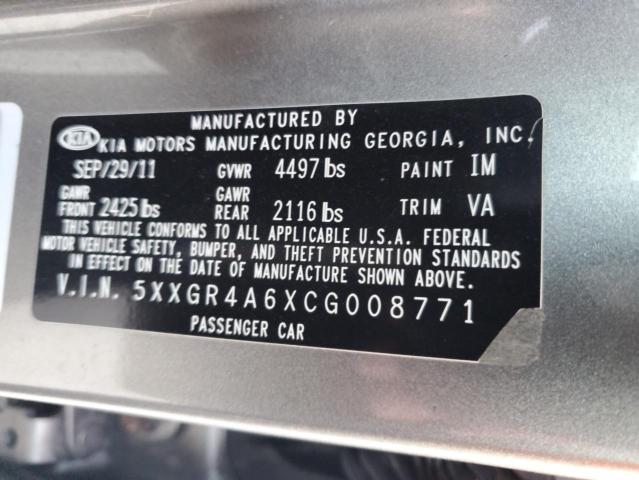 MANUFACTURED BY
KIA KIA MOTORS MANUFACTURING GEORGIA, INC.
SEP/29/11 GVWR 4497 lbs PAINT IM
GAWR FRONT 2425 lbs GAWR REAR 2116 lbs TRIM VA
THIS VEHICLE CONFORMS TO ALL APPLICABLE U.S.A. FEDERAL
MOTOR VEHICLE SAFETY, BUMPER, AND THEFT PREVENTION STANDARDS
IN EFFECT ON THE DATE OF MANUFACTURE SHOWN ABOVE.
V.I.N. 5XXGR4A6XCG008771
PASSENGER CAR